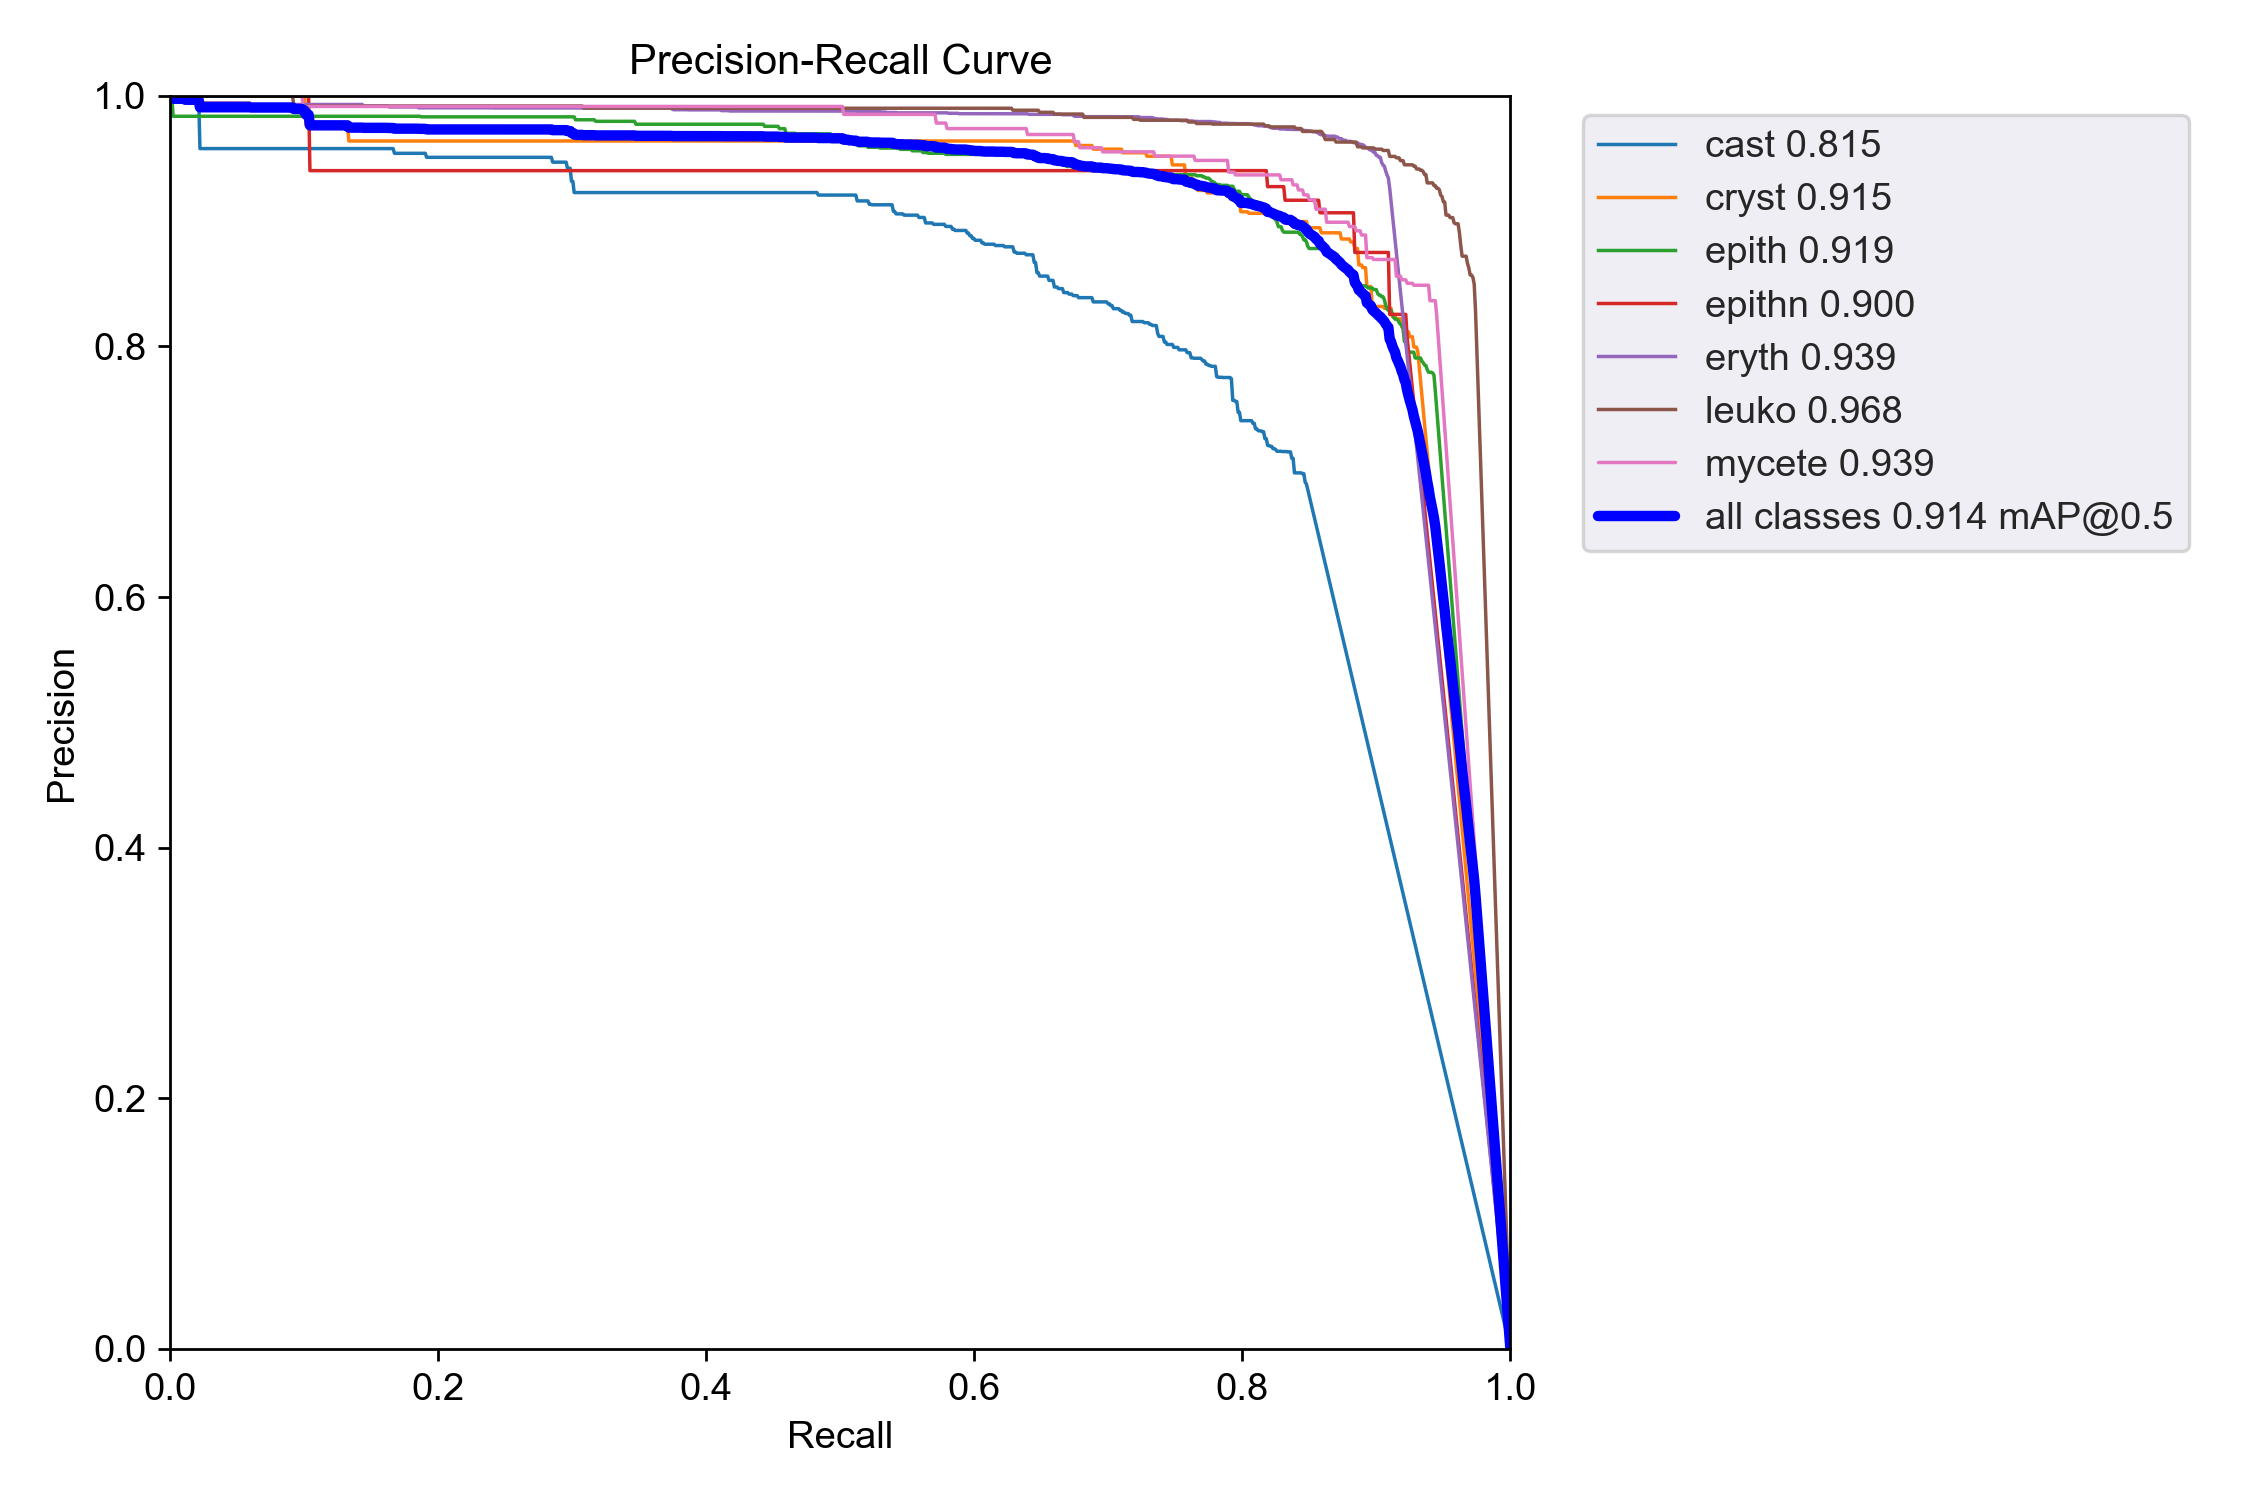 Precision-Recall Curve
1.0
0.8
0.6
0.4
0.2
0.0
Precision
0.0 0.2 0.4 0.6 0.8 1.0
Recall
cast 0.815
cryst 0.915
epith 0.919
epithn 0.900
eryth 0.939
leuko 0.968
mycete 0.939
all classes 0.914 mAP@0.5